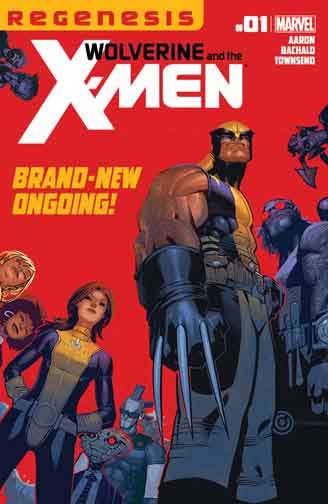 REGENESIS
#01 MARVEL
AARON
BACHALO
TOWNSEND
WOLVERINE and the
X-MEN
BRAND-NEW
ONGOING!